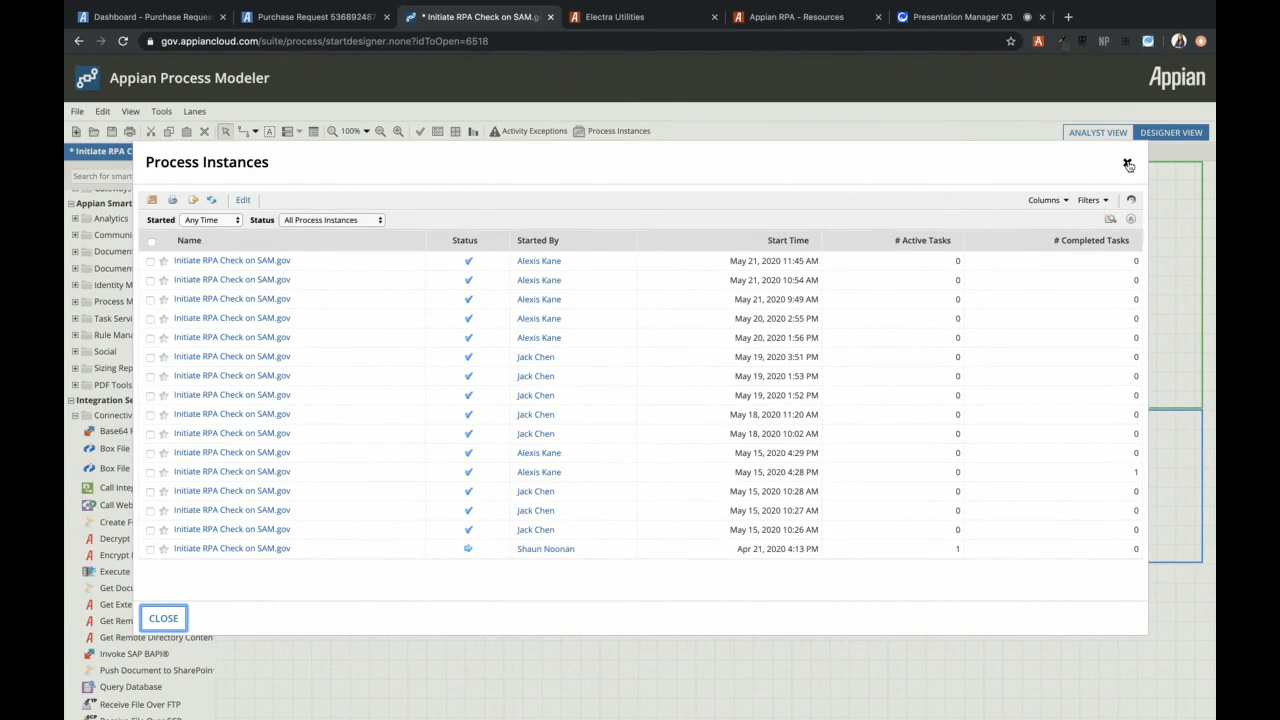 Dashboard - Purchase Reques
Purchase Request 536892487
* Initiate RPA Check on SAM.g
Electra Utilities
Appian RPA - Resources
Presentation Manager XD
gov.appiancloud.com/suite/process/startdesigner.none?idToOpen=6518
NP
Appian Process Modeler
Appian
File Edit View Tools Lanes
100%
Activity Exceptions
Process Instances
ANALYST VIEW
DESIGNER VIEW
* Initiate RPA C
Process Instances
Search for smar
Edit
Columns
Filters
Started Any Time Status All Process Instances
Appian Smar
Analytics
Communi
Document
Document
Identity M
Process M
Task Servi
Rule Mana
Social
Sizing Rep
PDF Tools
Integration Se
Connectiv
Base64 F
Box File
Box File
Call Integ
Call Web
Create F
Decrypt
Encrypt
Execute
Get Docu
Get Exte
Get Rem
Get Remote Directory Conten
Invoke SAP BAPI®
Push Document to SharePoin
Query Database
Receive File Over FTP
Name Status Started By Start Time # Active Tasks # Completed Tasks
Initiate RPA Check on SAM.gov Alexis Kane May 21, 2020 11:45 AM 0 0
Initiate RPA Check on SAM.gov Alexis Kane May 21, 2020 10:54 AM 0 0
Initiate RPA Check on SAM.gov Alexis Kane May 21, 2020 9:49 AM 0 0
Initiate RPA Check on SAM.gov Alexis Kane May 20, 2020 2:55 PM 0 0
Initiate RPA Check on SAM.gov Alexis Kane May 20, 2020 1:56 PM 0 0
Initiate RPA Check on SAM.gov Jack Chen May 19, 2020 3:51 PM 0 0
Initiate RPA Check on SAM.gov Jack Chen May 19, 2020 1:53 PM 0 0
Initiate RPA Check on SAM.gov Jack Chen May 19, 2020 1:52 PM 0 0
Initiate RPA Check on SAM.gov Jack Chen May 18, 2020 11:20 AM 0 0
Initiate RPA Check on SAM.gov Jack Chen May 18, 2020 10:02 AM 0 0
Initiate RPA Check on SAM.gov Alexis Kane May 15, 2020 4:29 PM 0 0
Initiate RPA Check on SAM.gov Alexis Kane May 15, 2020 4:28 PM 0 1
Initiate RPA Check on SAM.gov Jack Chen May 15, 2020 10:28 AM 0 0
Initiate RPA Check on SAM.gov Jack Chen May 15, 2020 10:27 AM 0 0
Initiate RPA Check on SAM.gov Jack Chen May 15, 2020 10:26 AM 0 0
Initiate RPA Check on SAM.gov Shaun Noonan Apr 21, 2020 4:13 PM 1 0
CLOSE